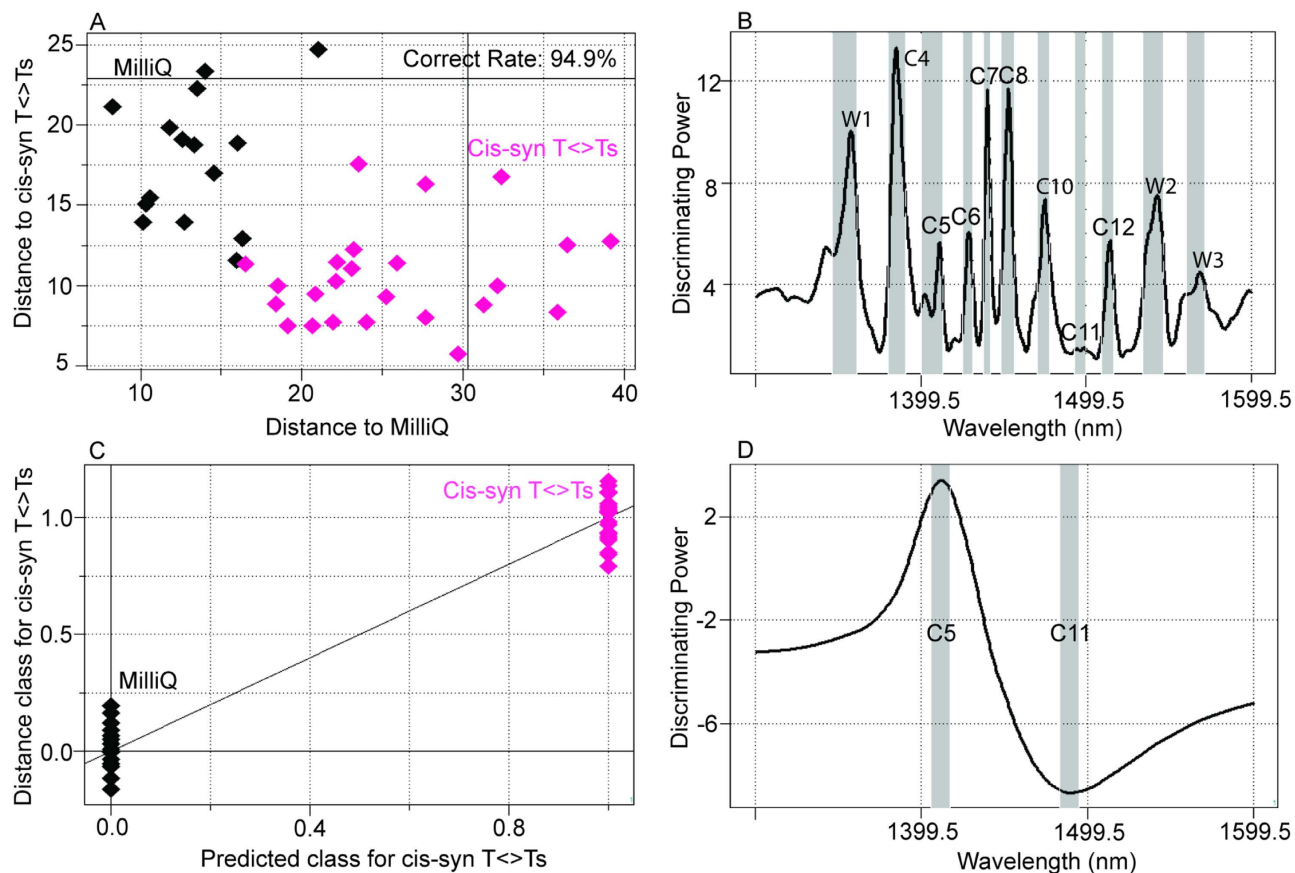 A
Distance to cis-syn T<>Ts
25
20
15
10
5
MilliQ
Correct Rate: 94.9%
Cis-syn T<>Ts
10
20
30
40
Distance to MilliQ
B
Discriminating Power
12
8
4
W1
C4
C5
C6
C7
C8
C10
C11
C12
W2
W3
1399.5
1499.5
1599.5
Wavelength (nm)
C
Distance class for cis-syn T<>Ts
1.0
0.5
0.0
Cis-syn T<>Ts
MilliQ
0.0
0.4
0.8
Predicted class for cis-syn T<>Ts
D
Discriminating Power
2
-2
-6
C5
C11
1399.5
1499.5
1599.5
Wavelength (nm)